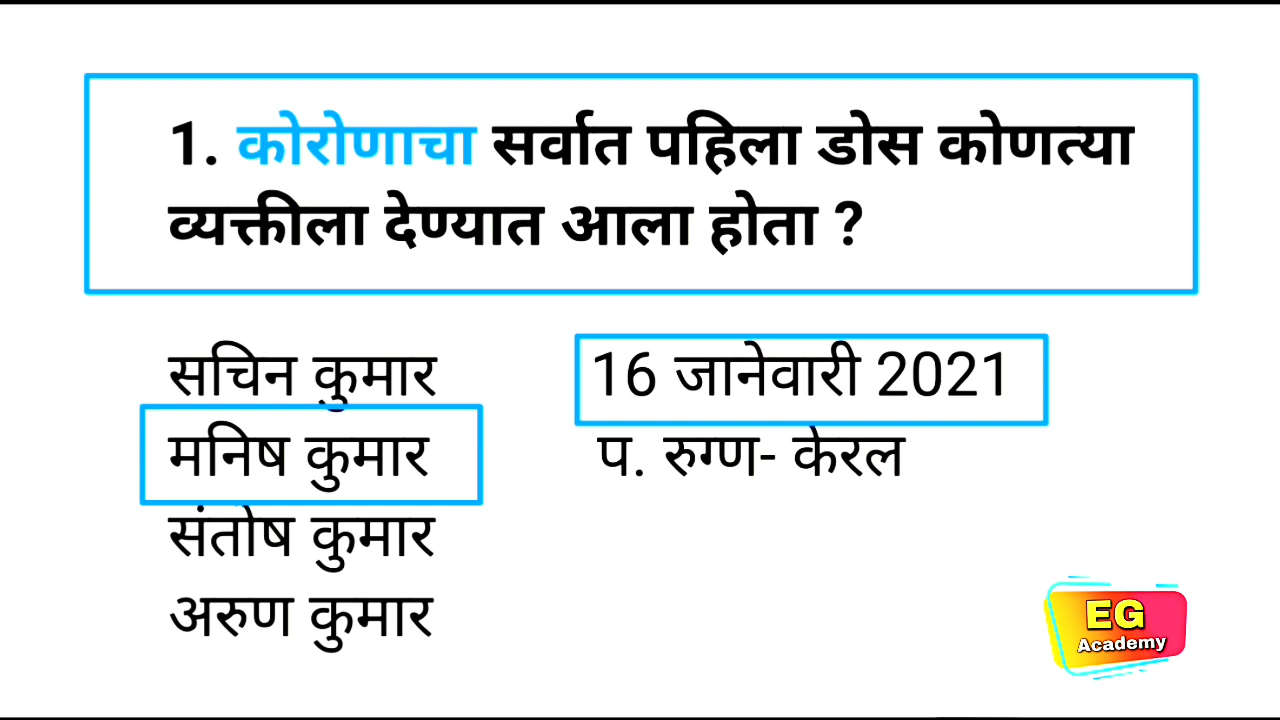 1. कोरोणाचा सर्वात पहिला डोस कोणत्या
व्यक्तीला देण्यात आला होता ?
सचिन कुमार
मनिष कुमार
संतोष कुमार
अरुण कुमार
16 जानेवारी 2021
प. रुग्ण- केरल
EG
Academy